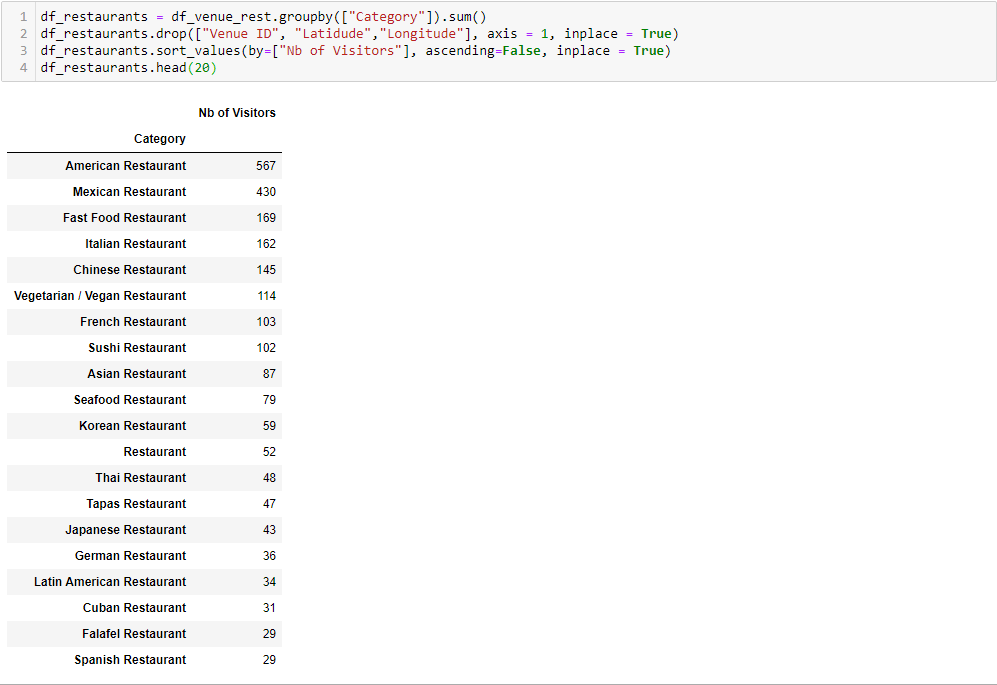 1 df_restaurants = df_venue_rest.groupby(["Category"]).sum()
2 df_restaurants.drop(["Venue ID", "Latidude","Longitude"], axis = 1, inplace = True)
3 df_restaurants.sort_values(by=["Nb of Visitors"], ascending=False, inplace = True)
4 df_restaurants.head(20)
Nb of Visitors
Category
American Restaurant 567
Mexican Restaurant 430
Fast Food Restaurant 169
Italian Restaurant 162
Chinese Restaurant 145
Vegetarian / Vegan Restaurant 114
French Restaurant 103
Sushi Restaurant 102
Asian Restaurant 87
Seafood Restaurant 79
Korean Restaurant 59
Restaurant 52
Thai Restaurant 48
Tapas Restaurant 47
Japanese Restaurant 43
German Restaurant 36
Latin American Restaurant 34
Cuban Restaurant 31
Falafel Restaurant 29
Spanish Restaurant 29